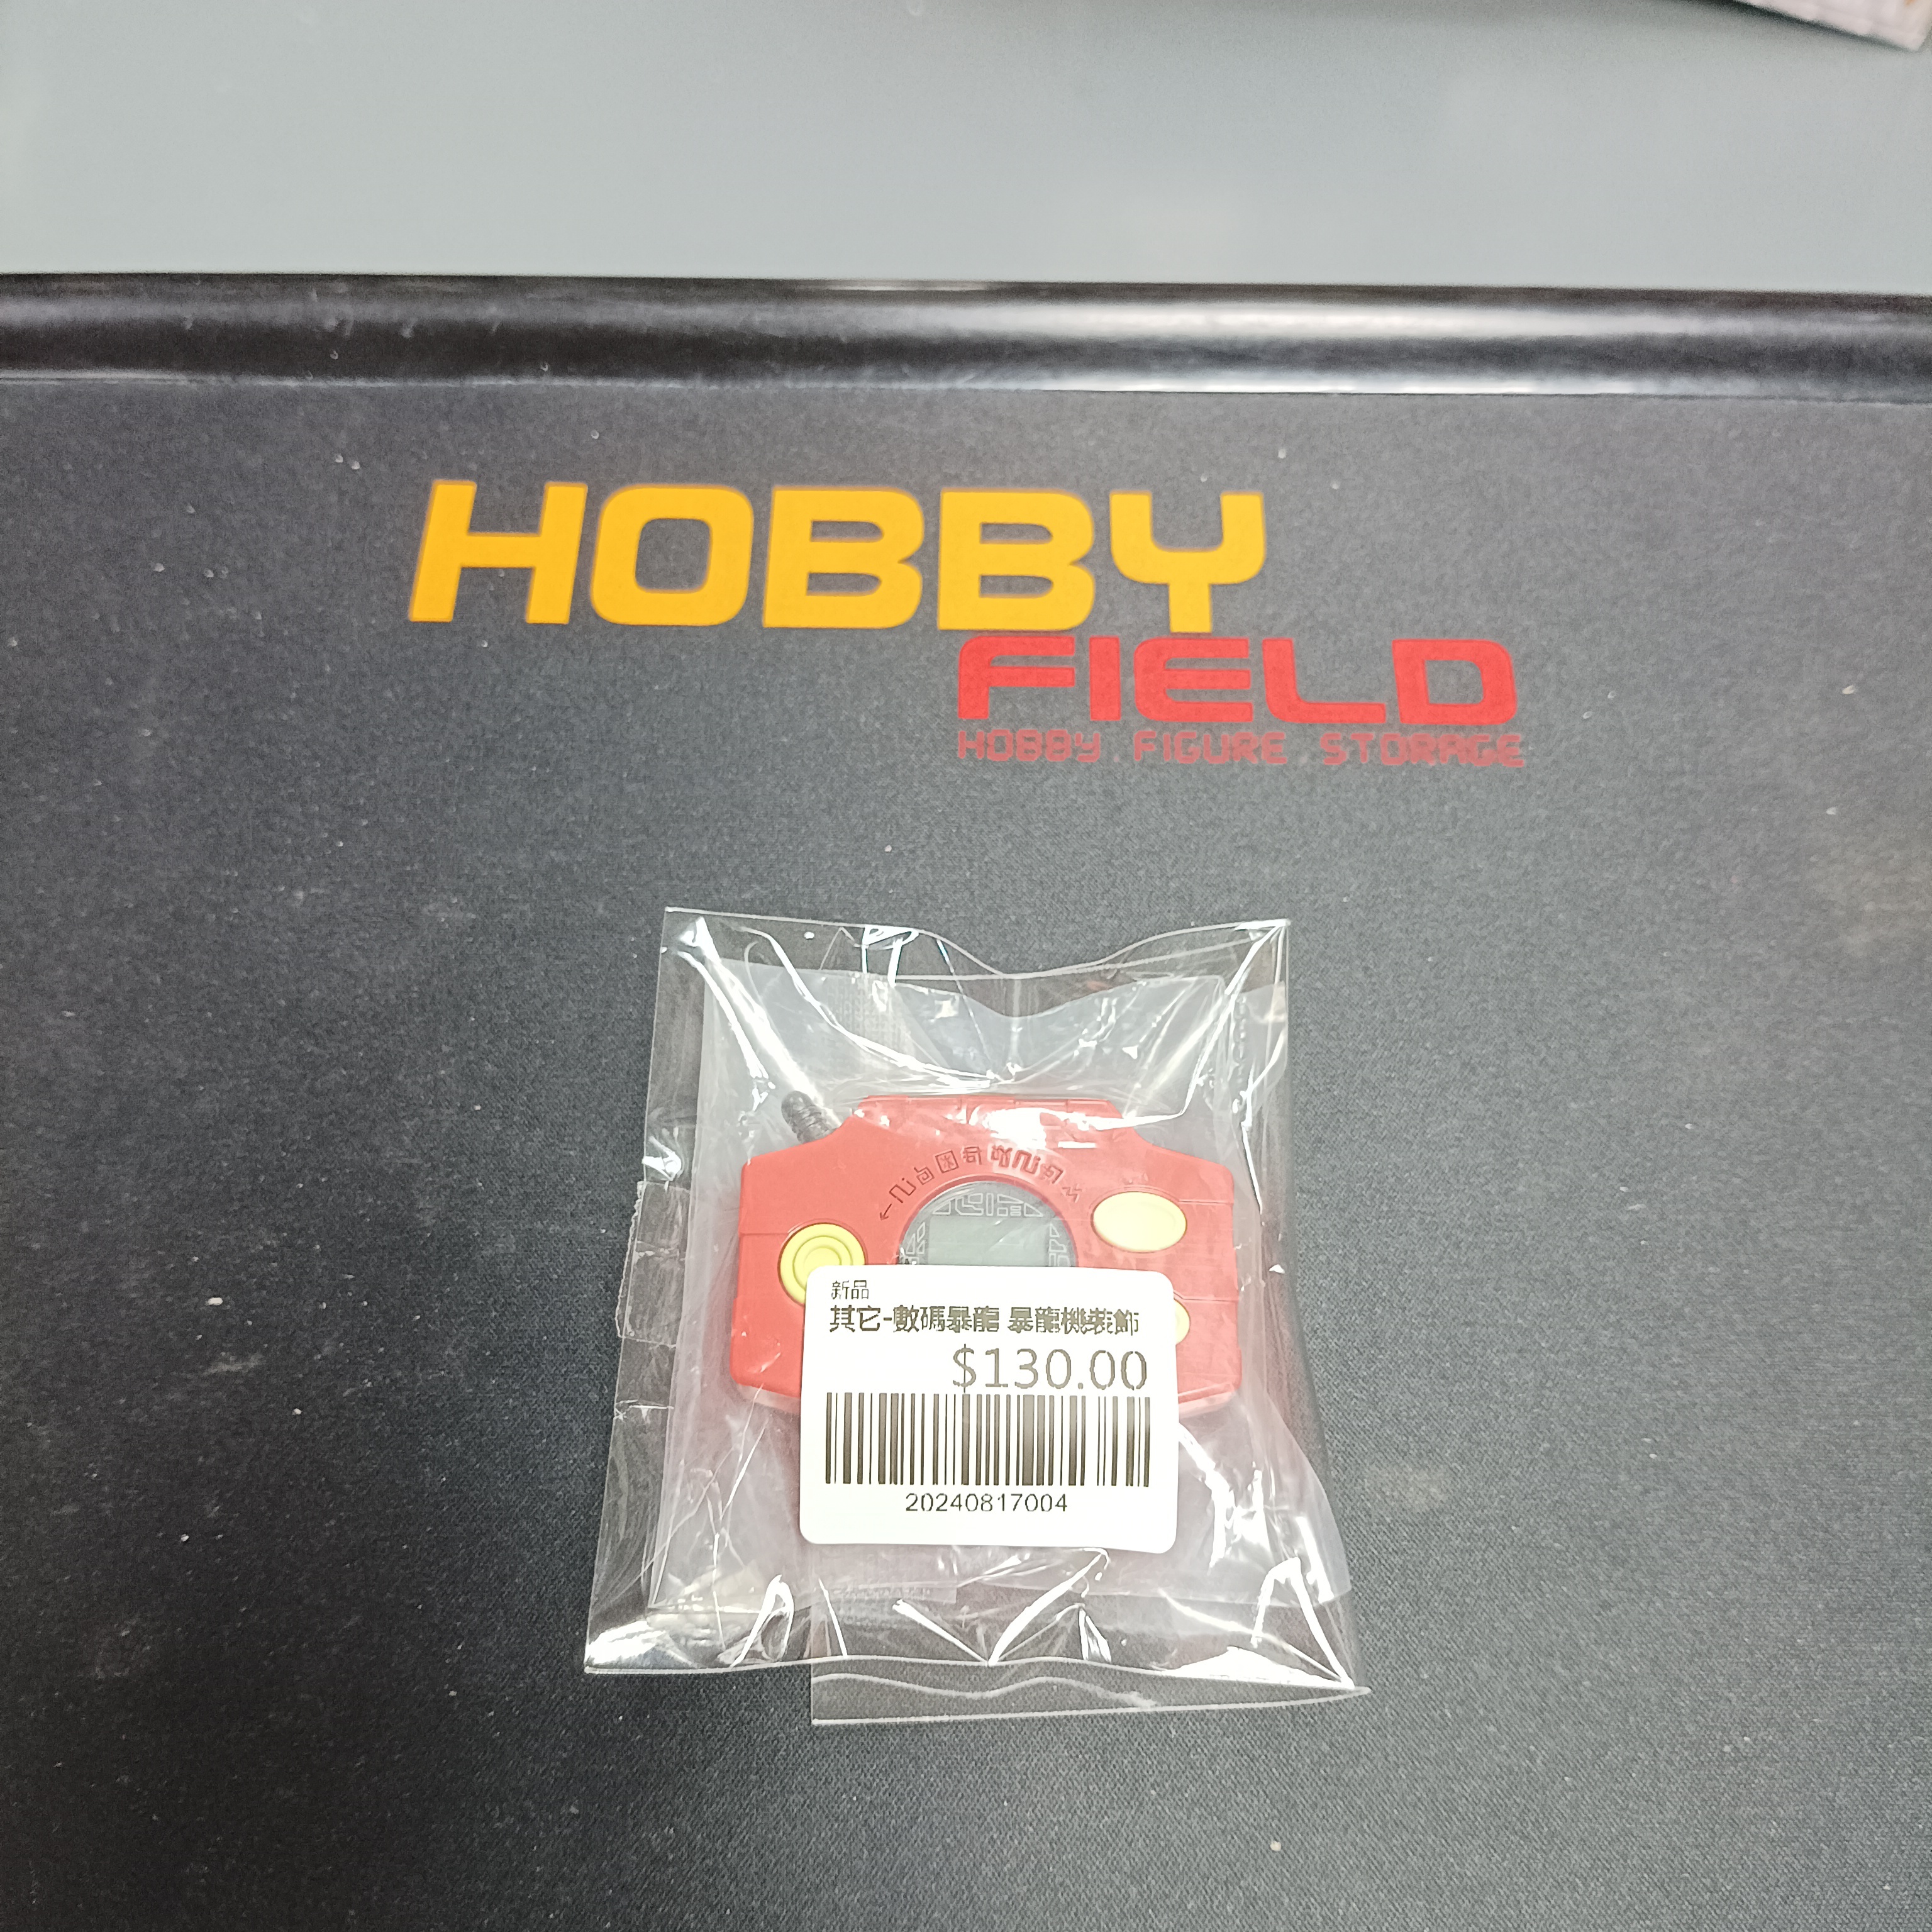 HOBBY
FIELD
HOBBY FIGURE STORAGE
新品
其它-數碼暴龍 暴龍機裝飾
$130.00
20240817004